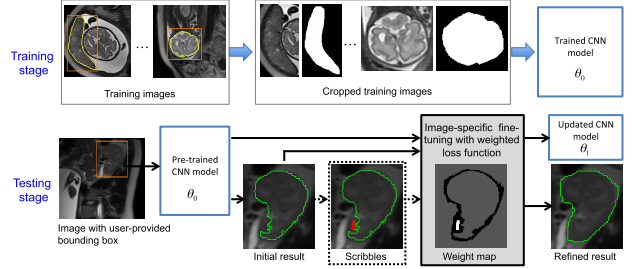 Training
stage
...
...
Training images
Cropped training images
Trained CNN
model
θ0
Testing
stage
Image with user-provided
bounding box
Pre-trained
CNN model
θ0
Initial result
Scribbles
Image-specific fine-
tuning with weighted
loss function
Weight map
Updated CNN
model
θ1
Refined result